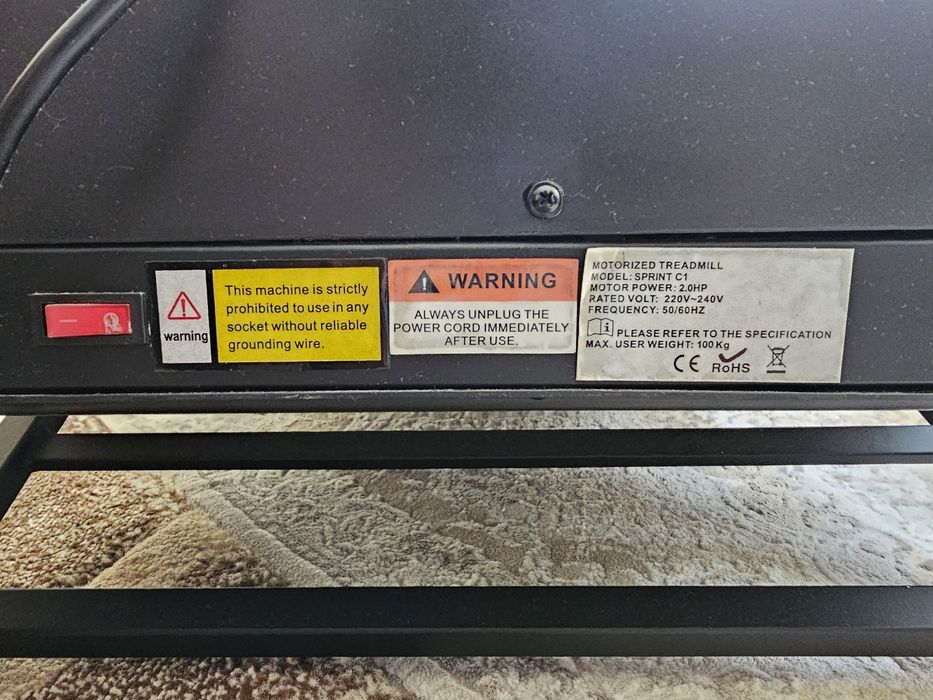 warning
This machine is strictly
prohibited to use in any
socket without reliable
grounding wire.
WARNING
ALWAYS UNPLUG THE
POWER CORD IMMEDIATELY
AFTER USE.
MOTORIZED TREADMILL
MODEL: SPRINT C1
MOTOR POWER: 2.0HP
RATED VOLT: 220V~240V
FREQUENCY: 50/60HZ
PLEASE REFER TO THE SPECIFICATION
MAX. USER WEIGHT: 100Kg
CE RoHS